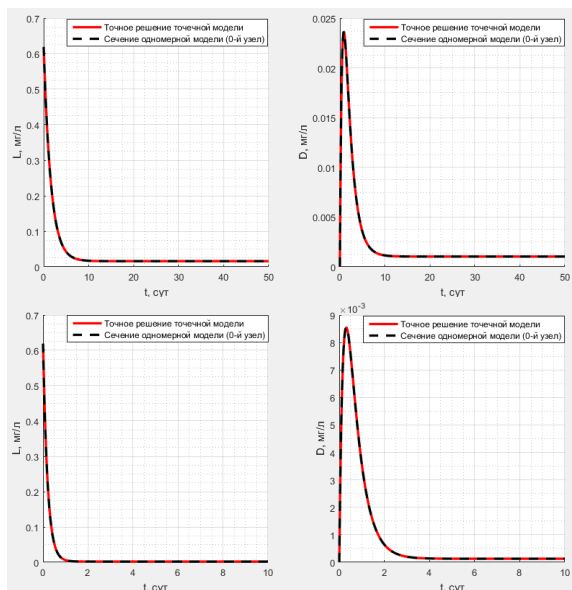 0.7
0.6
0.5
0.4
0.3
0.2
0.1
0
L, мг/л
Точное решение точечной модели
Сечение одномерной модели (0-й узел)
0 10 20 30 40 50
t, сут
0.025
0.02
0.015
0.01
0.005
0
D, мг/л
Точное решение точечной модели
Сечение одномерной модели (0-й узел)
0 10 20 30 40 50
t, сут
0.7
0.6
0.5
0.4
0.3
0.2
0.1
0
L, мг/л
Точное решение точечной модели
Сечение одномерной модели (0-й узел)
0 2 4 6 8 10
t, сут
×10⁻³
9
8
7
6
5
4
3
2
1
0
D, мг/л
Точное решение точечной модели
Сечение одномерной модели (0-й узел)
0 2 4 6 8 10
t, сут